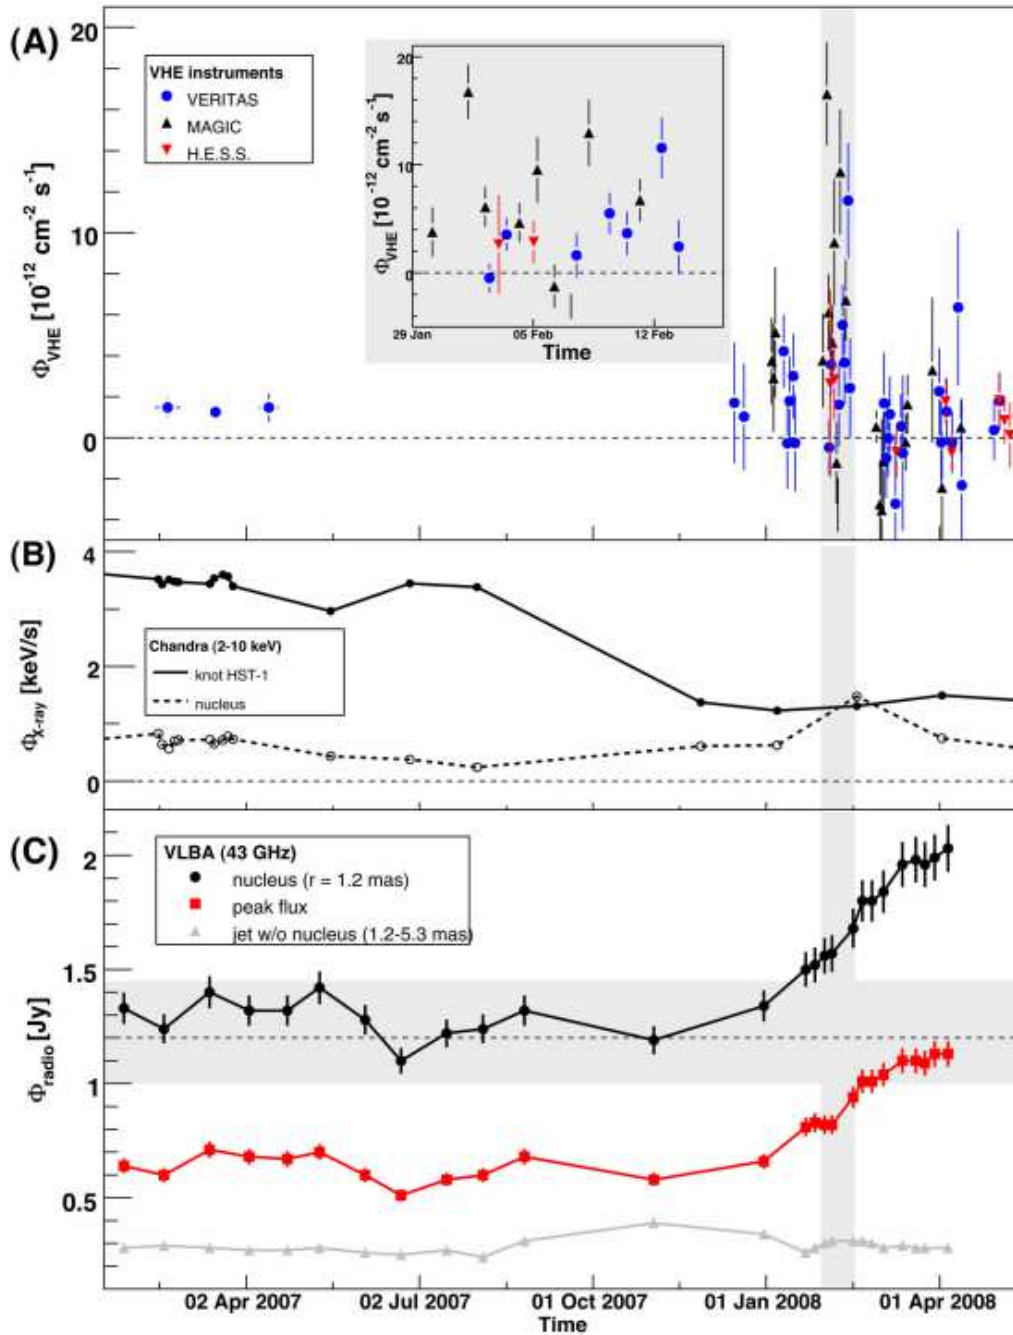 (A)
20
10
0
Φ_VHE [10^-12 cm^-2 s^-1]
VHE instruments
VERITAS
MAGIC
H.E.S.S.
20
10
0
Φ_VHE [10^-12 cm^-2 s^-1]
29 Jan 05 Feb 12 Feb
Time
(B)
4
2
0
Φ_X-ray [keV/s]
Chandra (2-10 keV)
knot HST-1
nucleus
(C)
2
1.5
1
0.5
Φ_radio [Jy]
VLBA (43 GHz)
nucleus (r = 1.2 mas)
peak flux
jet w/o nucleus (1.2-5.3 mas)
02 Apr 2007 02 Jul 2007 01 Oct 2007 01 Jan 2008 01 Apr 2008
Time